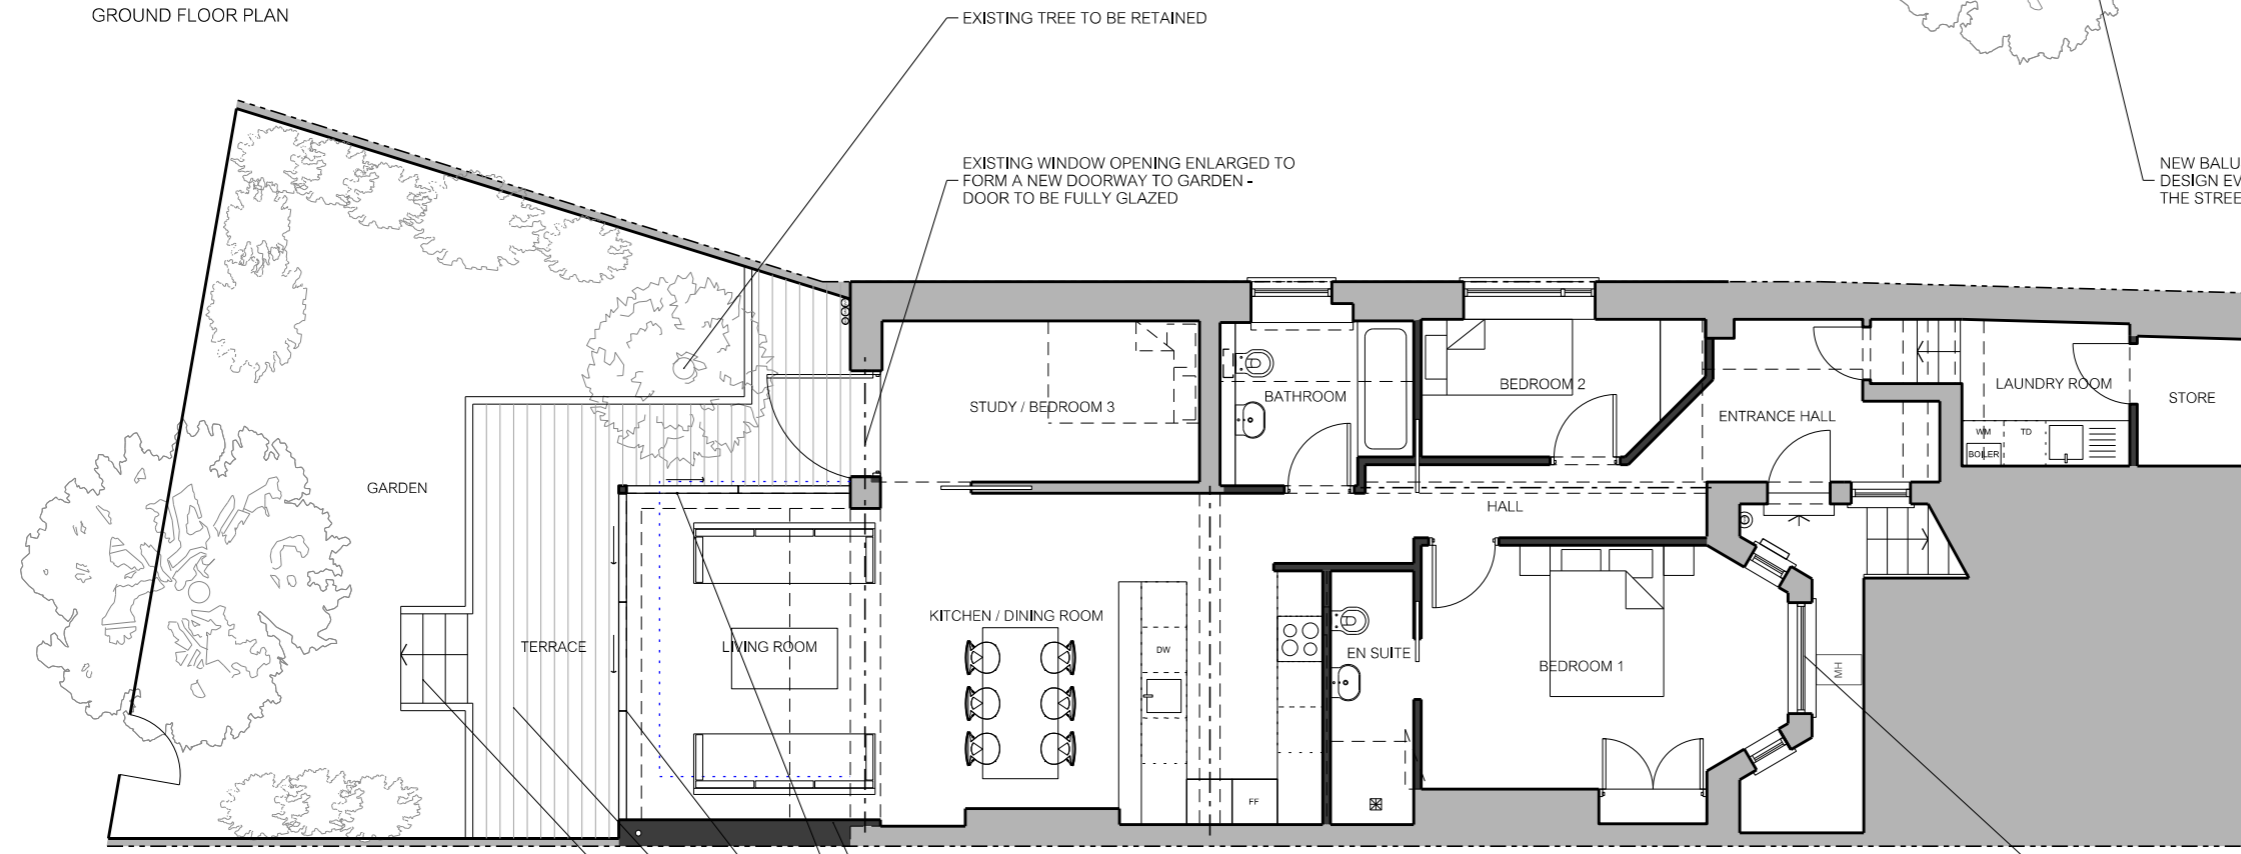 GROUND FLOOR PLAN
EXISTING TREE TO BE RETAINED
EXISTING WINDOW OPENING ENLARGED TO
FORM A NEW DOORWAY TO GARDEN -
DOOR TO BE FULLY GLAZED
NEW BALU
DESIGN EV
THE STREE
STUDY / BEDROOM 3
BATHROOM
BEDROOM 2
ENTRANCE HALL
LAUNDRY ROOM
STORE
WM
TD
BOILER
GARDEN
HALL
TERRACE
LIVING ROOM
KITCHEN / DINING ROOM
DW
EN SUITE
BEDROOM 1
MH
FF